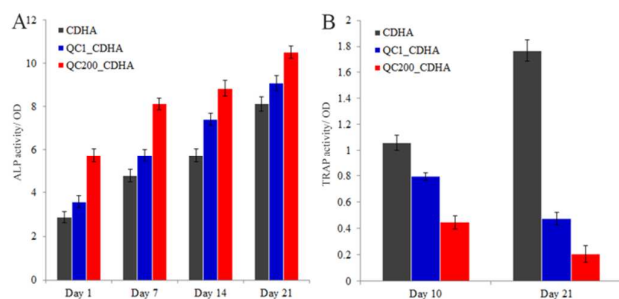 A
12
10
8
6
4
2
0
ALP activity/ OD
CDHA
QC1_CDHA
QC200_CDHA
Day 1 Day 7 Day 14 Day 21
B
2
1.8
1.6
1.4
1.2
1
0.8
0.6
0.4
0.2
0
TRAP activity/ OD
CDHA
QC1_CDHA
QC200_CDHA
Day 10 Day 21